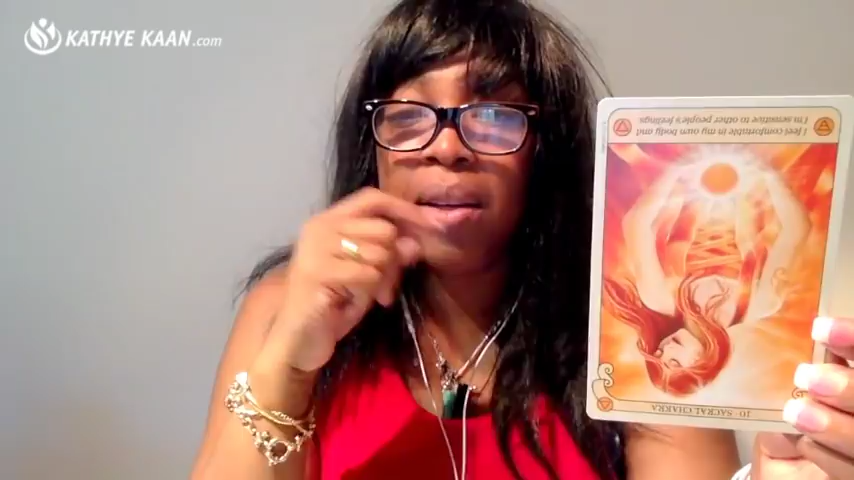 KATHYE KAAN.com
I feel comfortable in my own body and
I'm sensitive to other people's feelings
10 · SACRAL CHAKRA